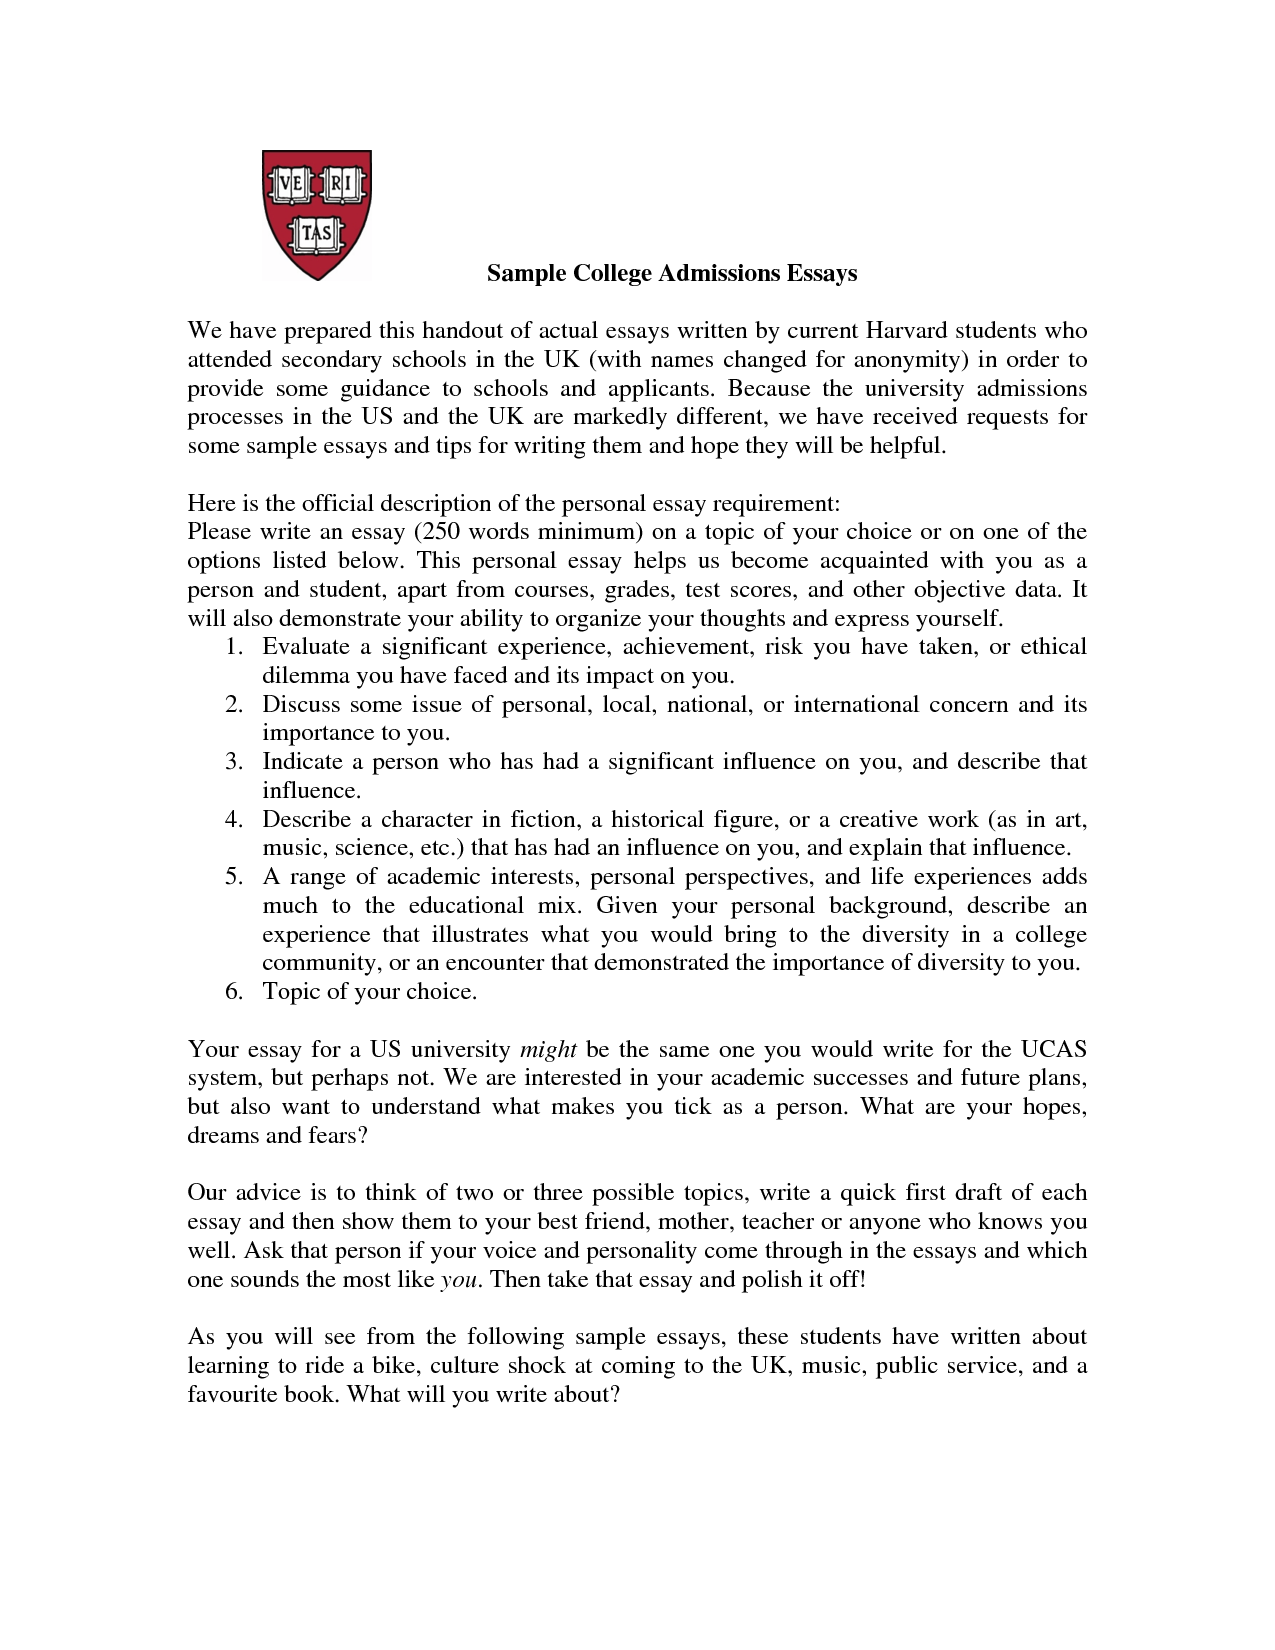 VE RI
TAS
Sample College Admissions Essays
We have prepared this handout of actual essays written by current Harvard students who
attended secondary schools in the UK (with names changed for anonymity) in order to
provide some guidance to schools and applicants. Because the university admissions
processes in the US and the UK are markedly different, we have received requests for
some sample essays and tips for writing them and hope they will be helpful.
Here is the official description of the personal essay requirement:
Please write an essay (250 words minimum) on a topic of your choice or on one of the
options listed below. This personal essay helps us become acquainted with you as a
person and student, apart from courses, grades, test scores, and other objective data. It
will also demonstrate your ability to organize your thoughts and express yourself.
1. Evaluate a significant experience, achievement, risk you have taken, or ethical
dilemma you have faced and its impact on you.
2. Discuss some issue of personal, local, national, or international concern and its
importance to you.
3. Indicate a person who has had a significant influence on you, and describe that
influence.
4. Describe a character in fiction, a historical figure, or a creative work (as in art,
music, science, etc.) that has had an influence on you, and explain that influence.
5. A range of academic interests, personal perspectives, and life experiences adds
much to the educational mix. Given your personal background, describe an
experience that illustrates what you would bring to the diversity in a college
community, or an encounter that demonstrated the importance of diversity to you.
6. Topic of your choice.
Your essay for a US university might be the same one you would write for the UCAS
system, but perhaps not. We are interested in your academic successes and future plans,
but also want to understand what makes you tick as a person. What are your hopes,
dreams and fears?
Our advice is to think of two or three possible topics, write a quick first draft of each
essay and then show them to your best friend, mother, teacher or anyone who knows you
well. Ask that person if your voice and personality come through in the essays and which
one sounds the most like you. Then take that essay and polish it off!
As you will see from the following sample essays, these students have written about
learning to ride a bike, culture shock at coming to the UK, music, public service, and a
favourite book. What will you write about?